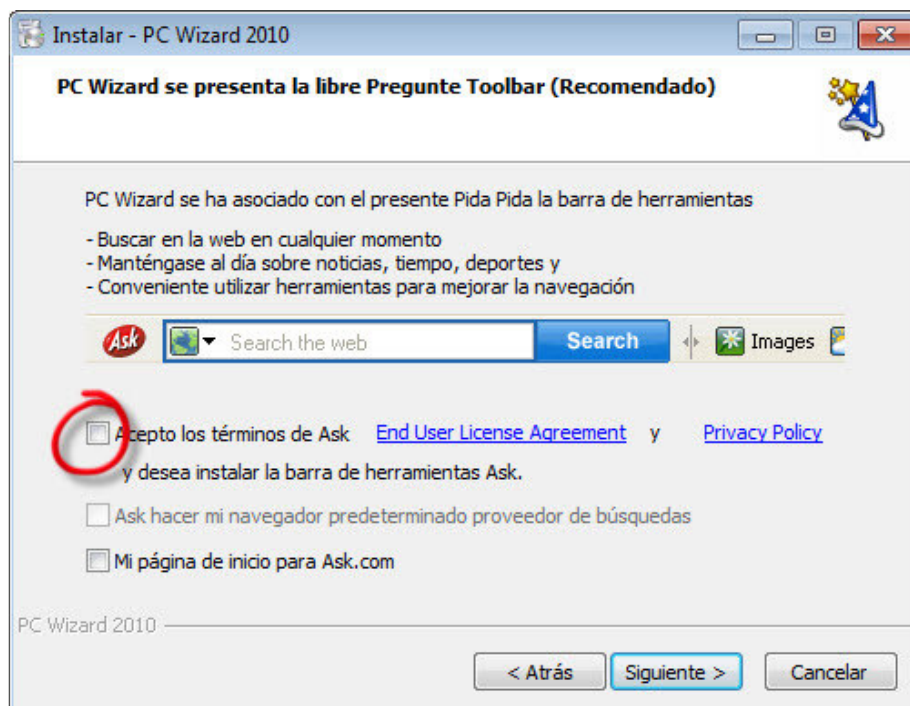 Instalar - PC Wizard 2010
PC Wizard se presenta la libre Pregunte Toolbar (Recomendado)
PC Wizard se ha asociado con el presente Pida Pida la barra de herramientas
- Buscar en la web en cualquier momento
- Manténgase al día sobre noticias, tiempo, deportes y
- Conveniente utilizar herramientas para mejorar la navegación
Ask Search the web Search Images
Acepto los términos de Ask End User License Agreement y Privacy Policy
y desea instalar la barra de herramientas Ask.
Ask hacer mi navegador predeterminado proveedor de búsquedas
Mi página de inicio para Ask.com
PC Wizard 2010
< Atrás Siguiente > Cancelar